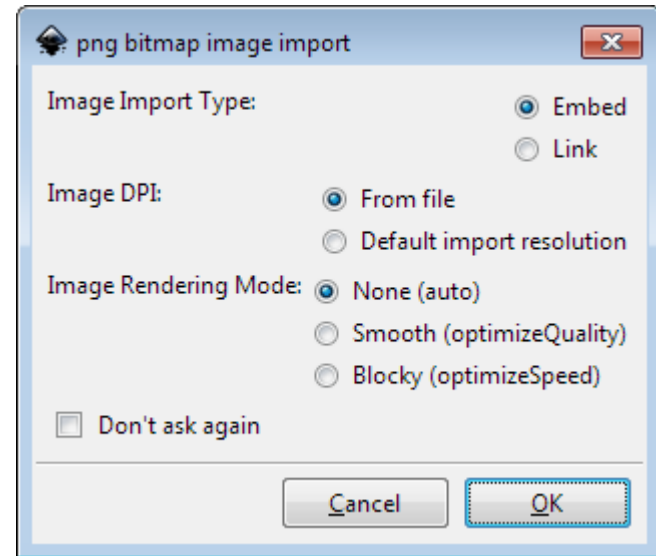 png bitmap image import
Image Import Type:
Embed
Link
Image DPI:
From file
Default import resolution
Image Rendering Mode:
None (auto)
Smooth (optimizeQuality)
Blocky (optimizeSpeed)
Don't ask again
Cancel
OK